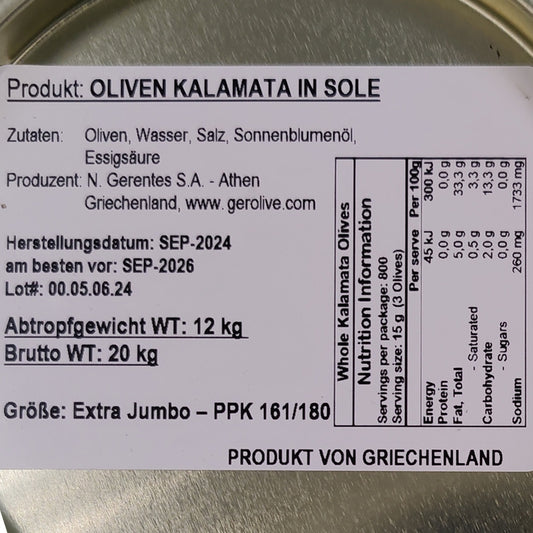 Produkt: OLIVEN KALAMATA IN SOLE
Zutaten: Oliven, Wasser, Salz, Sonnenblumenöl,
Essigsäure
Produzent: N. Gerentes S.A. - Athen
Griechenland, www.gerolive.com
Herstellungsdatum: SEP-2024
am besten vor: SEP-2026
Lot#: 00.05.06.24
Abtropfgewicht WT: 12 kg
Brutto WT: 20 kg
Größe: Extra Jumbo – PPK 161/180
Whole Kalamata Olives
Nutrition Information
Servings per package: 800
Serving size: 15 g (3 Olives)
Per serve Per 100g
Energy 45 kJ 300 kJ
Protein 0,0 g 0,0 g
Fat, Total 5,0 g 33,3 g
- Saturated 0,5 g 3,3 g
Carbohydrate 2,0 g 13,3 g
- Sugars 0,0 g 0,0 g
Sodium 260 mg 1733 mg
PRODUKT VON GRIECHENLAND